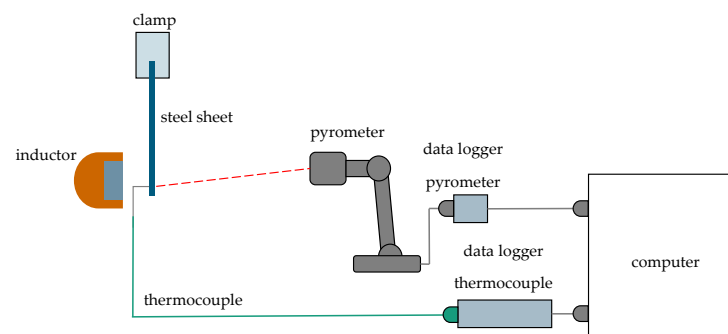 clamp
steel sheet
inductor
pyrometer
data logger
pyrometer
data logger
thermocouple
computer
thermocouple